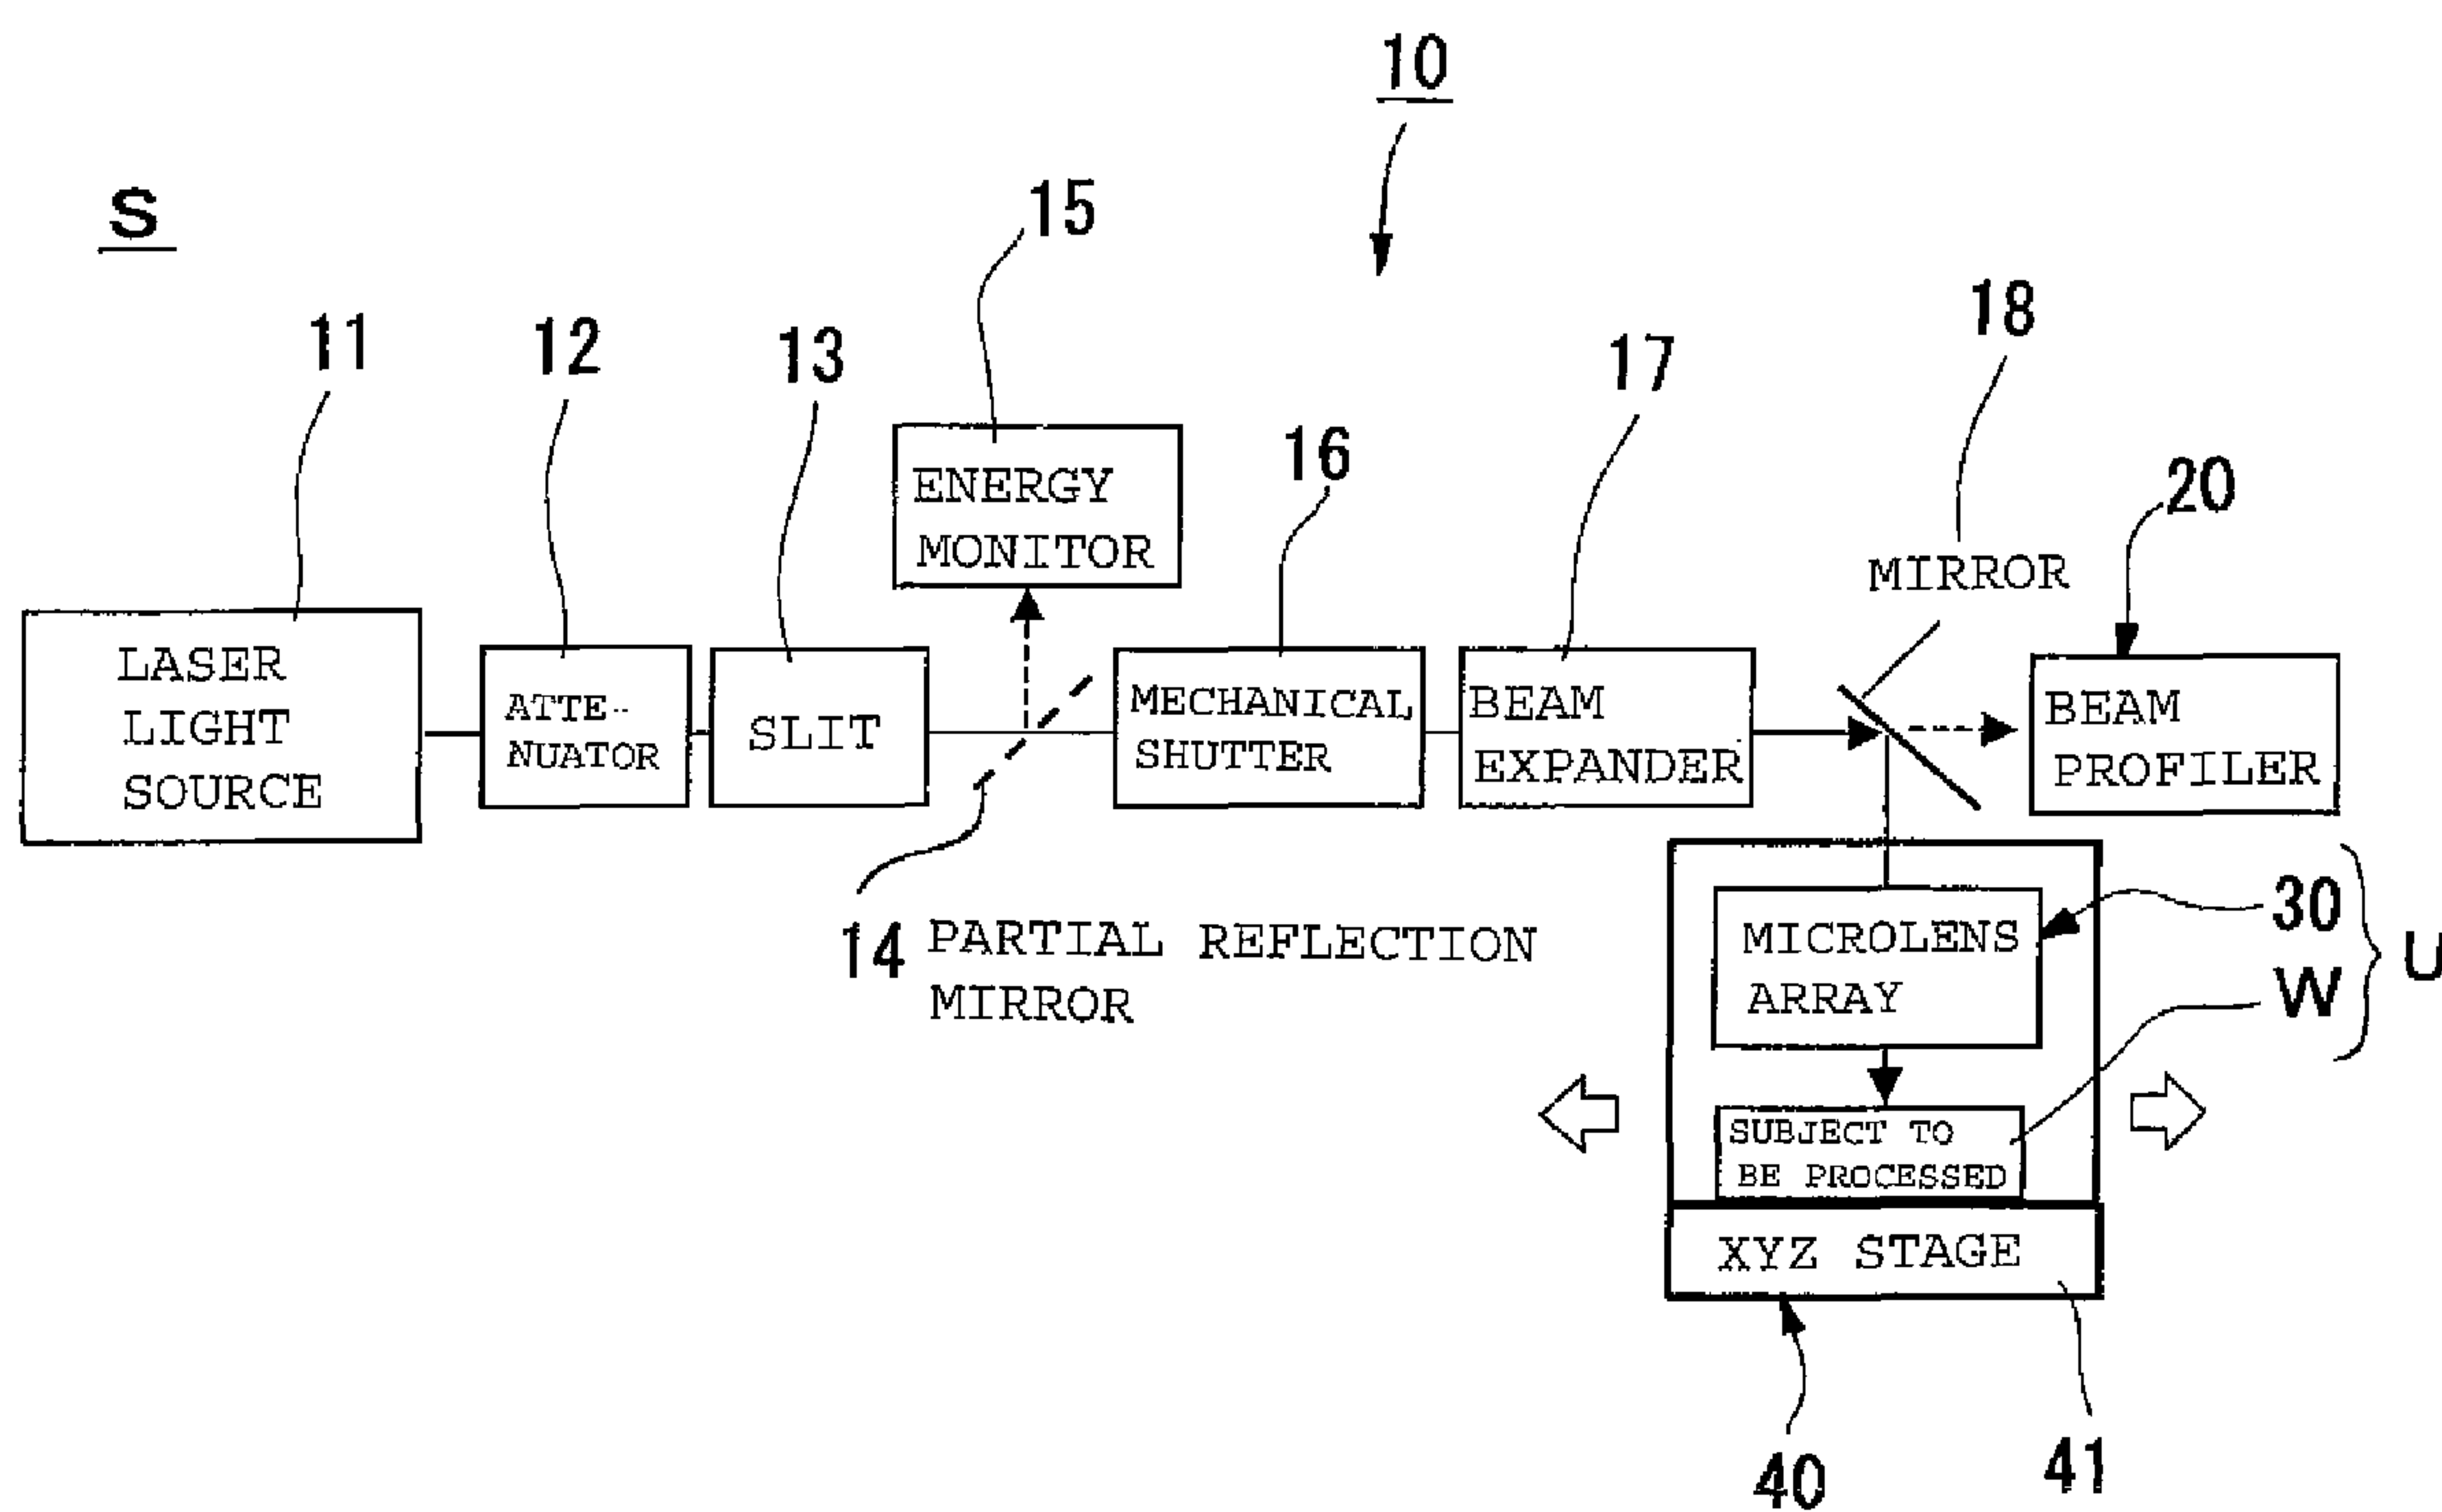 10
S
15
18
11
12
13
17
16
20
ENERGY
MONITOR
MIRROR
LASER
LIGHT
SOURCE
ATTE-
NUATOR
SLIT
MECHANICAL
SHUTTER
BEAM
EXPANDER
BEAM
PROFILER
14
PARTIAL REFLECTION
MIRROR
MICROLENS
ARRAY
30
W
U
SUBJECT TO
BE PROCESSED
XYZ STAGE
40
41